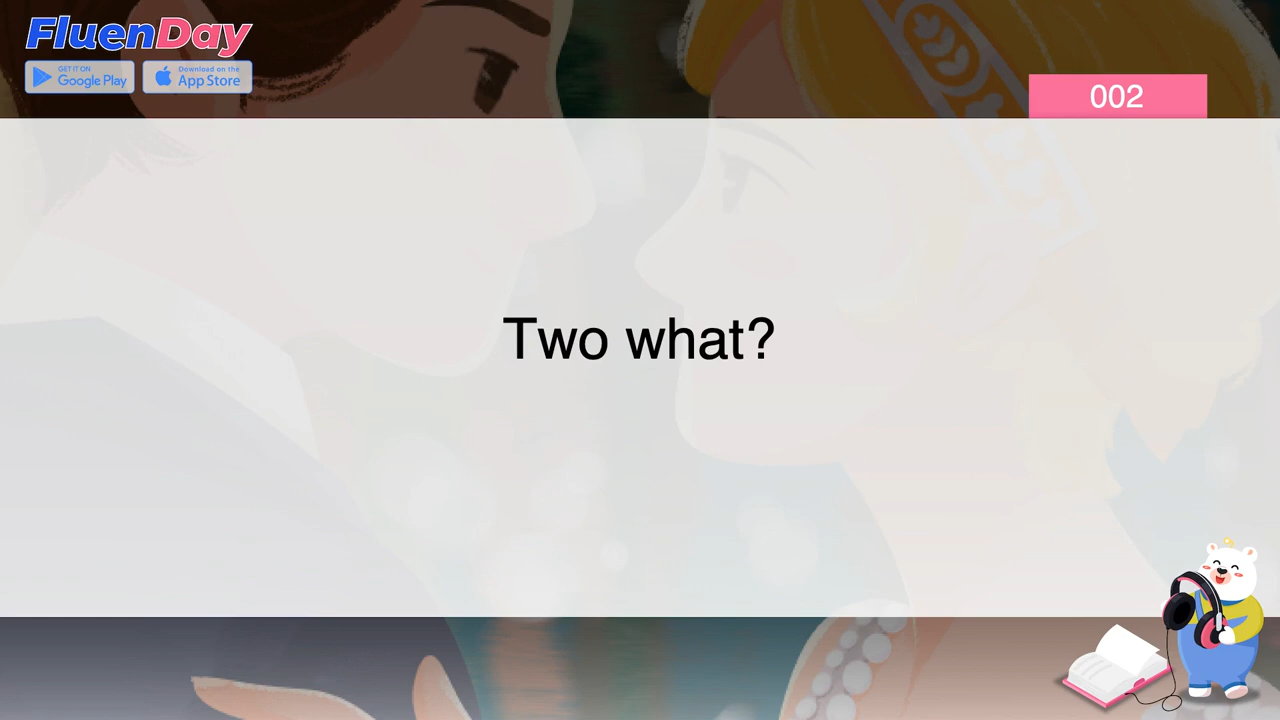 FluenDay
GET IT ON
Google Play
Download on the
App Store
002
Two what?